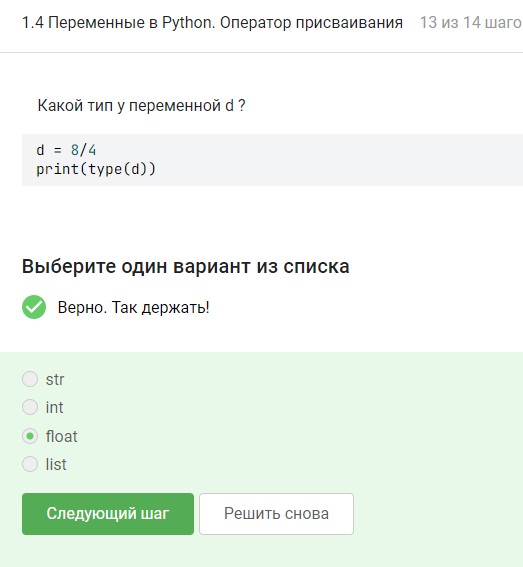 1.4 Переменные в Python. Оператор присваивания 13 из 14 шаго
Какой тип у переменной d ?
d = 8/4
print(type(d))
Выберите один вариант из списка
Верно. Так держать!
str
int
float
list
Следующий шаг Решить снова